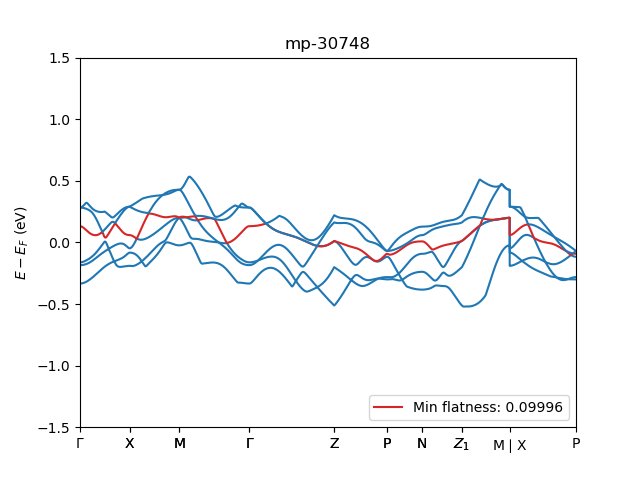 mp-30748
E − E_F (eV)
1.5
1.0
0.5
0.0
−0.5
−1.0
−1.5
Min flatness: 0.09996
Γ X M Γ Z P N Z₁ M | X P